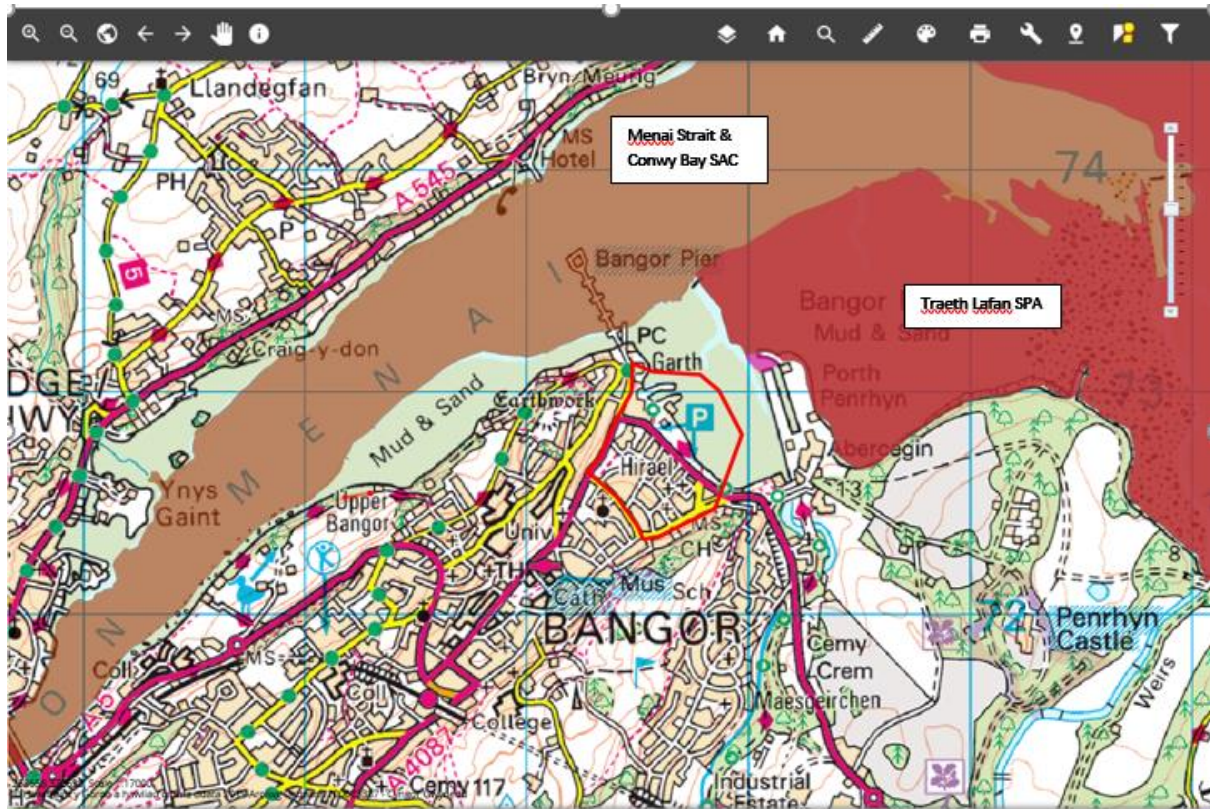 69
Llandegfan
Bryn Meurig
MS
Hotel
Menai Strait &
Conwy Bay SAC
74
PH
A 545
P
5
MS
Bangor Pier
Traeth Lafan SPA
Bangor
Mud & Sand
Craig-y-don
PC
Garth
Porth
Penrhyn
73
M E N A I
Mud & Sand
Earthwork
P
Abercegin
Hirael
13
Ynys
Gaint
Upper
Bangor
Univ
MS
CH
8
TH
Cath
Mus
Sch
BANGOR
72
Penrhyn
Castle
Cemy
Crem
Maesgeirchen
Weirs
Coll
MS
Coll
College
A 5
A 4087
Cemy
117
Industrial
Estate